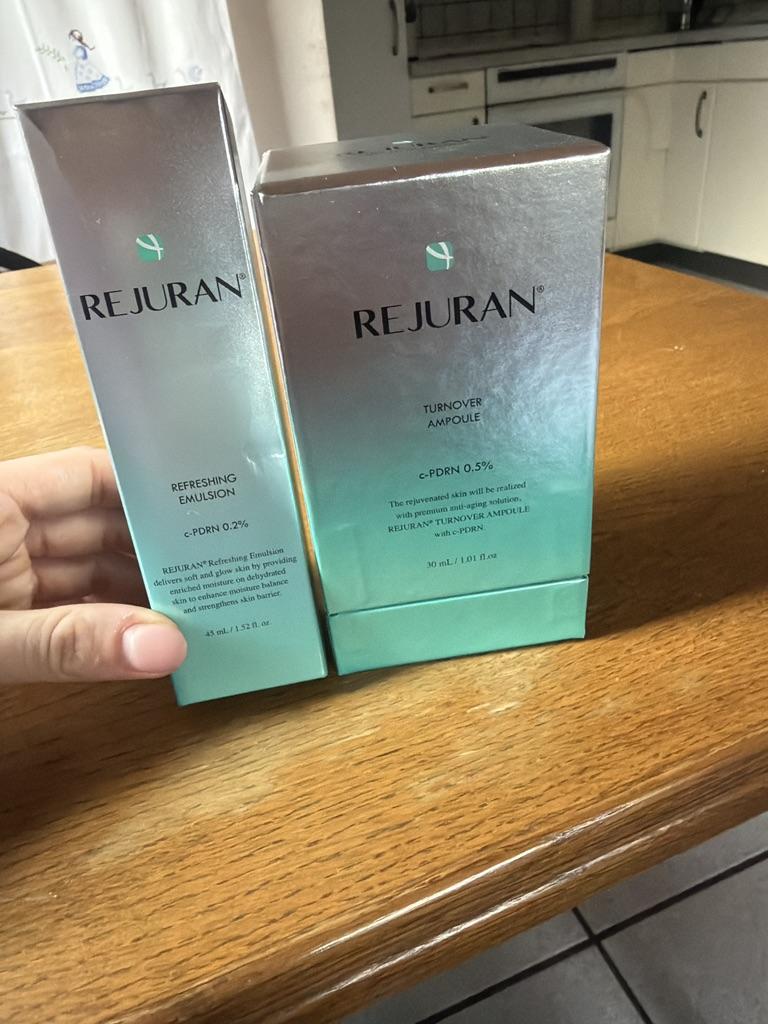 REJURAN®
REFRESHING
EMULSION
c-PDRN 0.2%
REJURAN® Refreshing Emulsion
delivers soft and glow skin by providing
enriched moisture on dehydrated
skin to enhance moisture balance
and strengthens skin barrier.
45 mL / 1.52 fl. oz.
REJURAN®
TURNOVER
AMPOULE
c-PDRN 0.5%
The rejuvenated skin will be realized
with premium anti-aging solution,
REJURAN® TURNOVER AMPOULE
with c-PDRN.
30 mL / 1.01 fl.oz